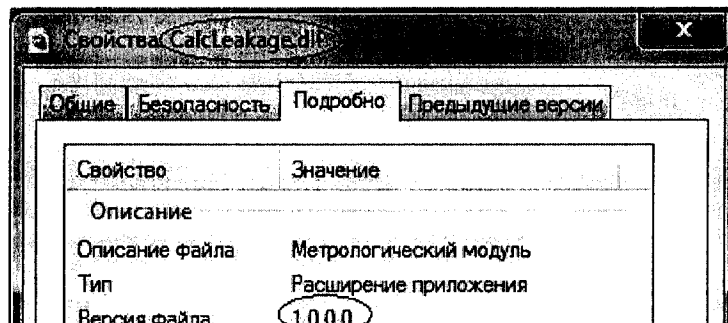 Свойства: CalcLeakage.dll
X
Общие Безопасность Подробно Предыдущие версии
Свойство Значение
Описание
Описание файла Метрологический модуль
Тип Расширение приложения
Версия файла 1.0.0.0